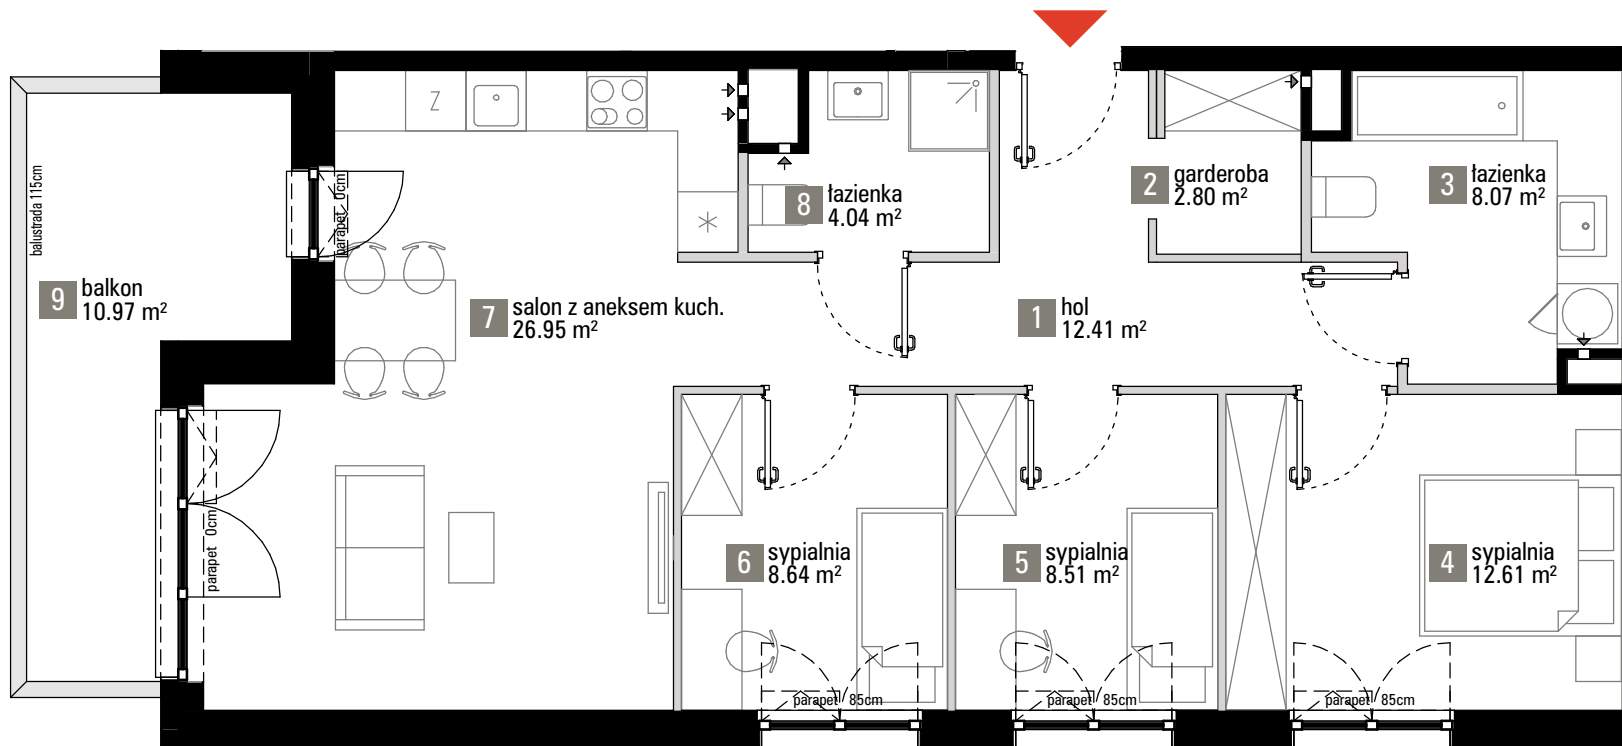 balustrada 115cm
9
balkon
10.97 m²
parapet 0cm
parapet 0cm
Z
7
salon z aneksem kuch.
26.95 m²
8
łazienka
4.04 m²
1
hol
12.41 m²
2
garderoba
2.80 m²
3
łazienka
8.07 m²
6
sypialnia
8.64 m²
5
sypialnia
8.51 m²
4
sypialnia
12.61 m²
parapet 85cm
parapet 85cm
parapet 85cm